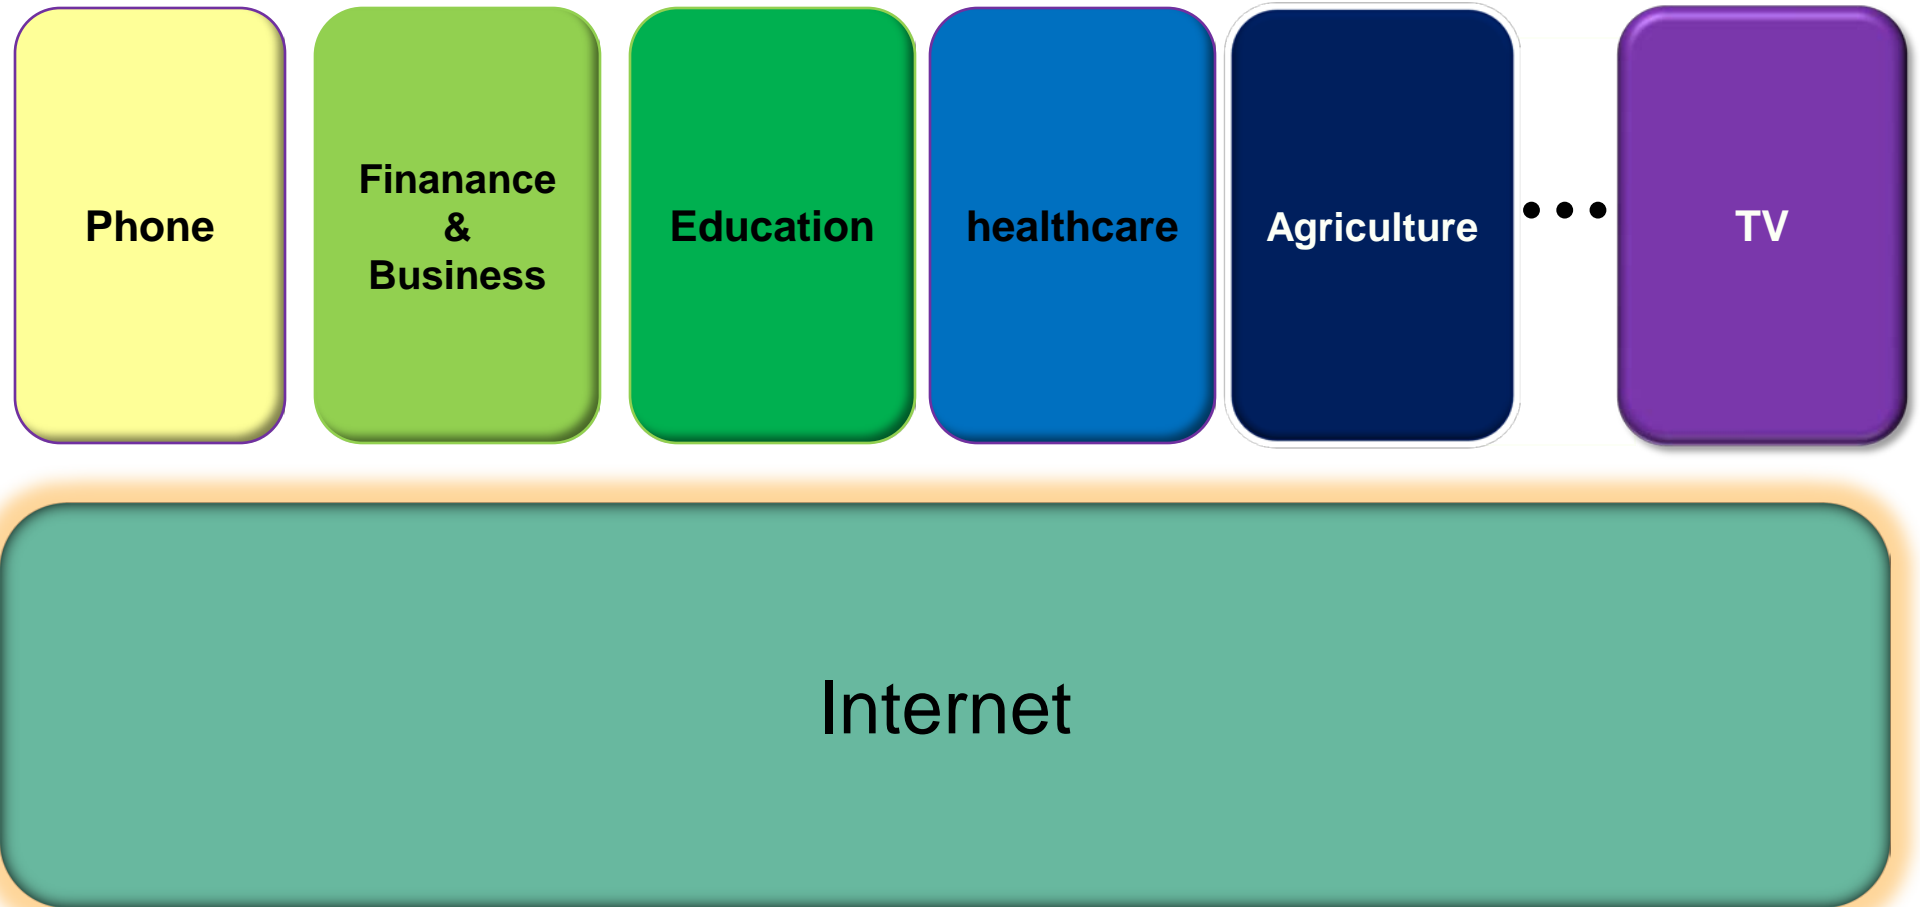 Phone
Finanance
&
Business
Education
healthcare
Agriculture
...
TV
Internet